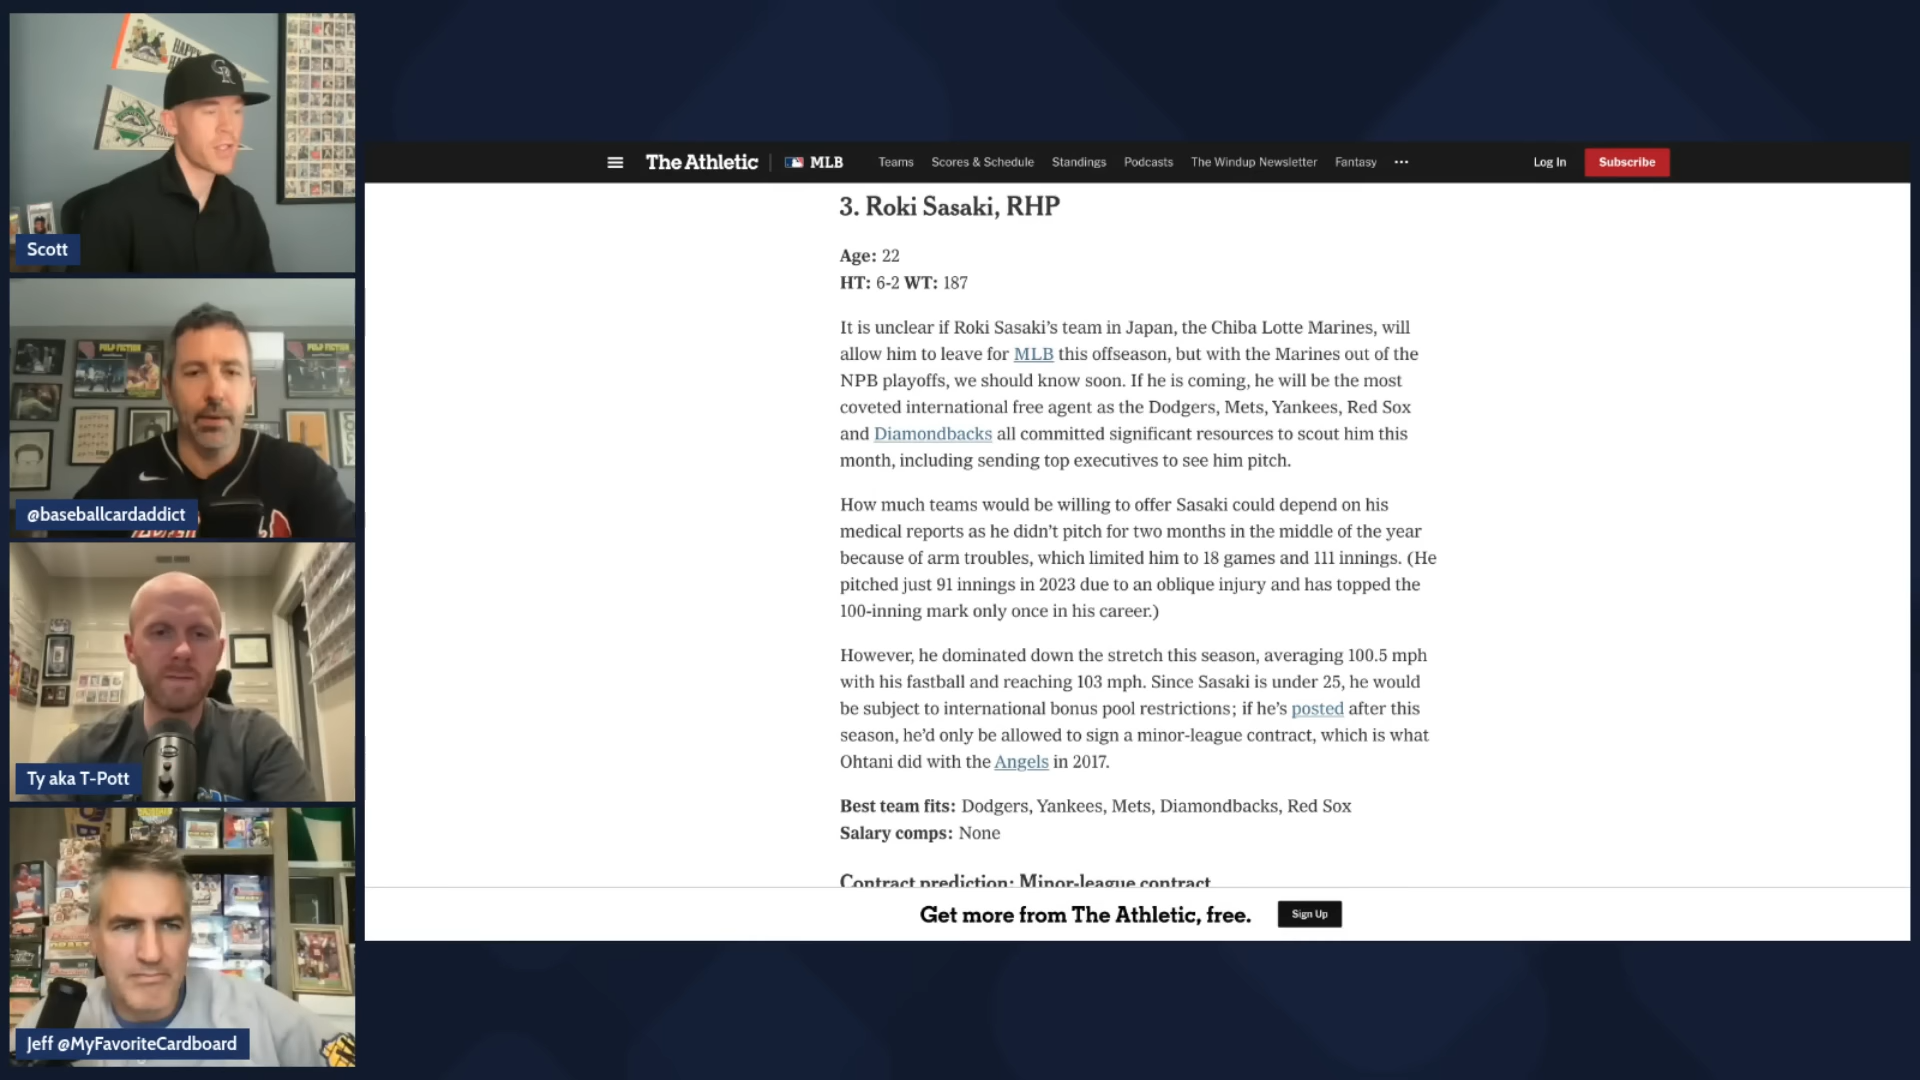 Scott
@baseballcardaddict
Ty aka T-Pott
Jeff @MyFavoriteCardboard
PULP FICTION
The Athletic
MLB
Teams
Scores & Schedule
Standings
Podcasts
The Windup Newsletter
Fantasy
Log In
Subscribe
3. Roki Sasaki, RHP
Age: 22
HT: 6-2 WT: 187
It is unclear if Roki Sasaki’s team in Japan, the Chiba Lotte Marines, will
allow him to leave for MLB this offseason, but with the Marines out of the
NPB playoffs, we should know soon. If he is coming, he will be the most
coveted international free agent as the Dodgers, Mets, Yankees, Red Sox
and Diamondbacks all committed significant resources to scout him this
month, including sending top executives to see him pitch.
How much teams would be willing to offer Sasaki could depend on his
medical reports as he didn’t pitch for two months in the middle of the year
because of arm troubles, which limited him to 18 games and 111 innings. (He
pitched just 91 innings in 2023 due to an oblique injury and has topped the
100-inning mark only once in his career.)
However, he dominated down the stretch this season, averaging 100.5 mph
with his fastball and reaching 103 mph. Since Sasaki is under 25, he would
be subject to international bonus pool restrictions; if he’s posted after this
season, he’d only be allowed to sign a minor-league contract, which is what
Ohtani did with the Angels in 2017.
Best team fits: Dodgers, Yankees, Mets, Diamondbacks, Red Sox
Salary comps: None
Contract prediction: Minor-league contract
Get more from The Athletic, free.
Sign Up